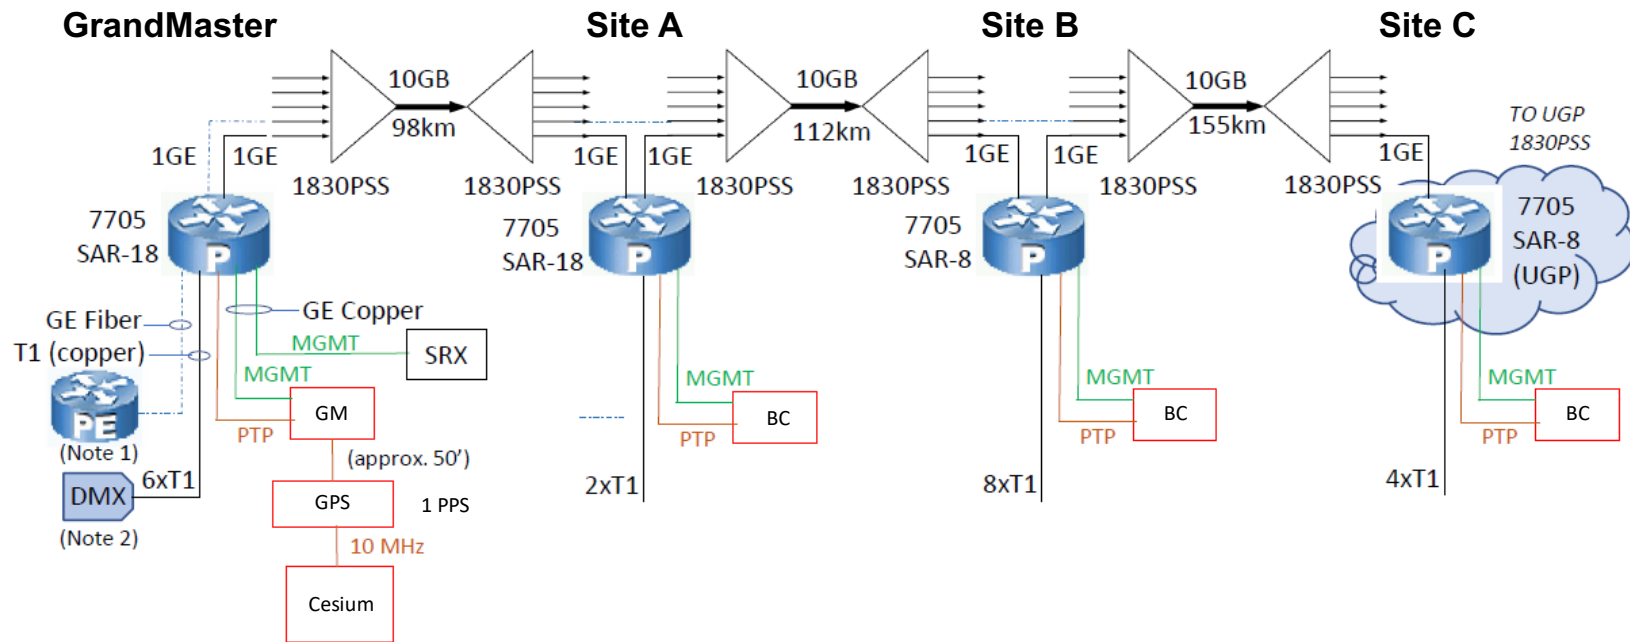 GrandMaster
Site A
Site B
Site C
10GB
98km
10GB
112km
10GB
155km
TO UGP
1830PSS
1GE
1GE
1GE
1GE
1GE
1GE
1GE
1830PSS
1830PSS
1830PSS
1830PSS
1830PSS
1830PSS
7705
SAR-18
P
7705
SAR-18
P
7705
SAR-8
P
P
7705
SAR-8
(UGP)
GE Fiber
T1 (copper)
GE Copper
MGMT
SRX
MGMT
GM
PTP
PE
(Note 1)
DMX
6xT1
(Note 2)
(approx. 50')
GPS
1 PPS
10 MHz
Cesium
MGMT
BC
PTP
2xT1
MGMT
BC
PTP
8xT1
MGMT
BC
PTP
4xT1